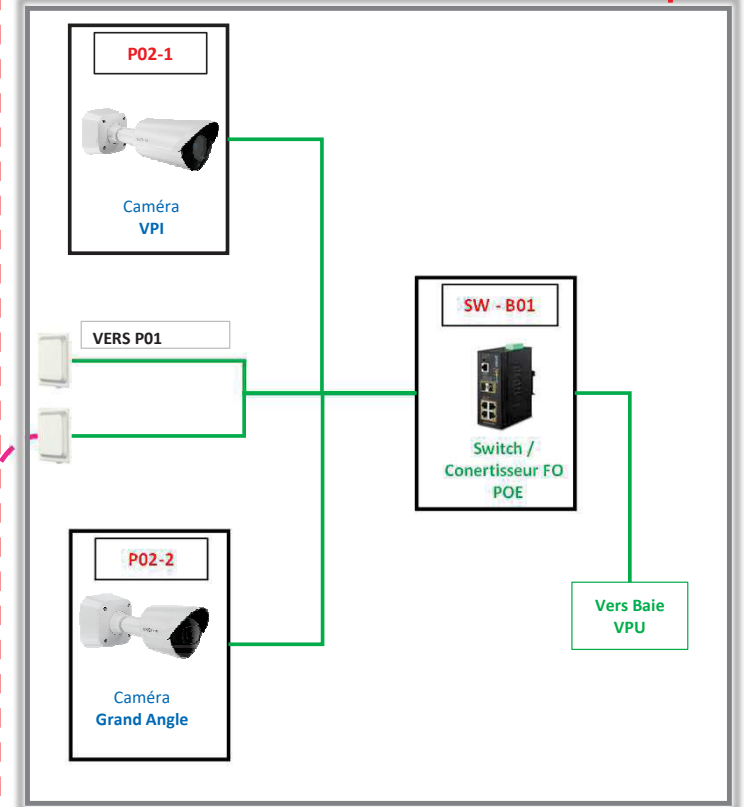 P02-1
Caméra
VPI
VERS P01
SW - B01
Switch /
Conertisseur FO
POE
P02-2
Caméra
Grand Angle
Vers Baie
VPU